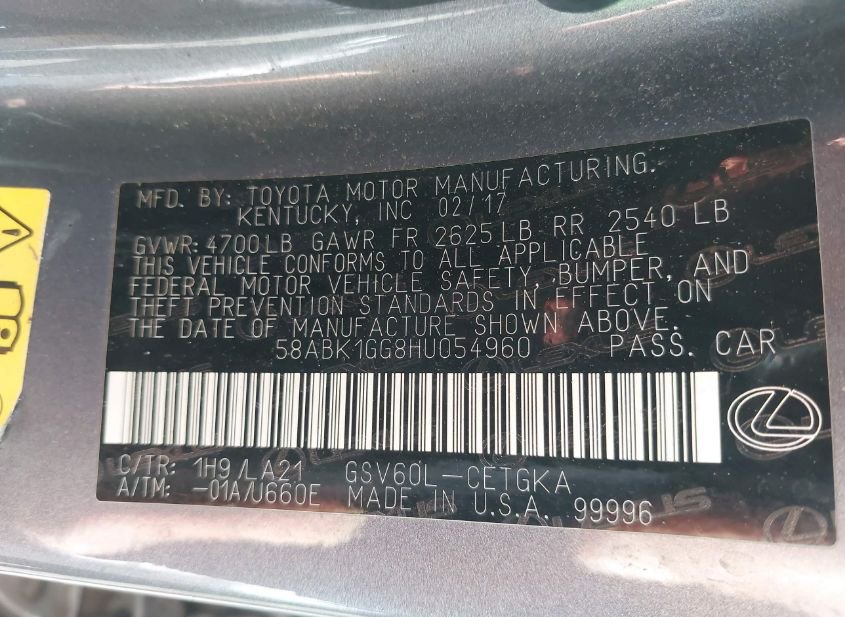 MFD. BY: TOYOTA MOTOR MANUFACTURING.
KENTUCKY, INC 02/17
GVWR: 4700LB GAWR FR 2625LB RR 2540 LB
THIS VEHICLE CONFORMS TO ALL APPLICABLE
FEDERAL MOTOR VEHICLE SAFETY, BUMPER, AND
THEFT PREVENTION STANDARDS IN EFFECT ON
THE DATE OF MANUFACTURE SHOWN ABOVE.
58ABK1GG8HU054960 PASS. CAR
C/TR: 1H9/LA21 GSV60L-CETGKA
A/TM: -01A/U660E MADE IN U.S.A. 99996